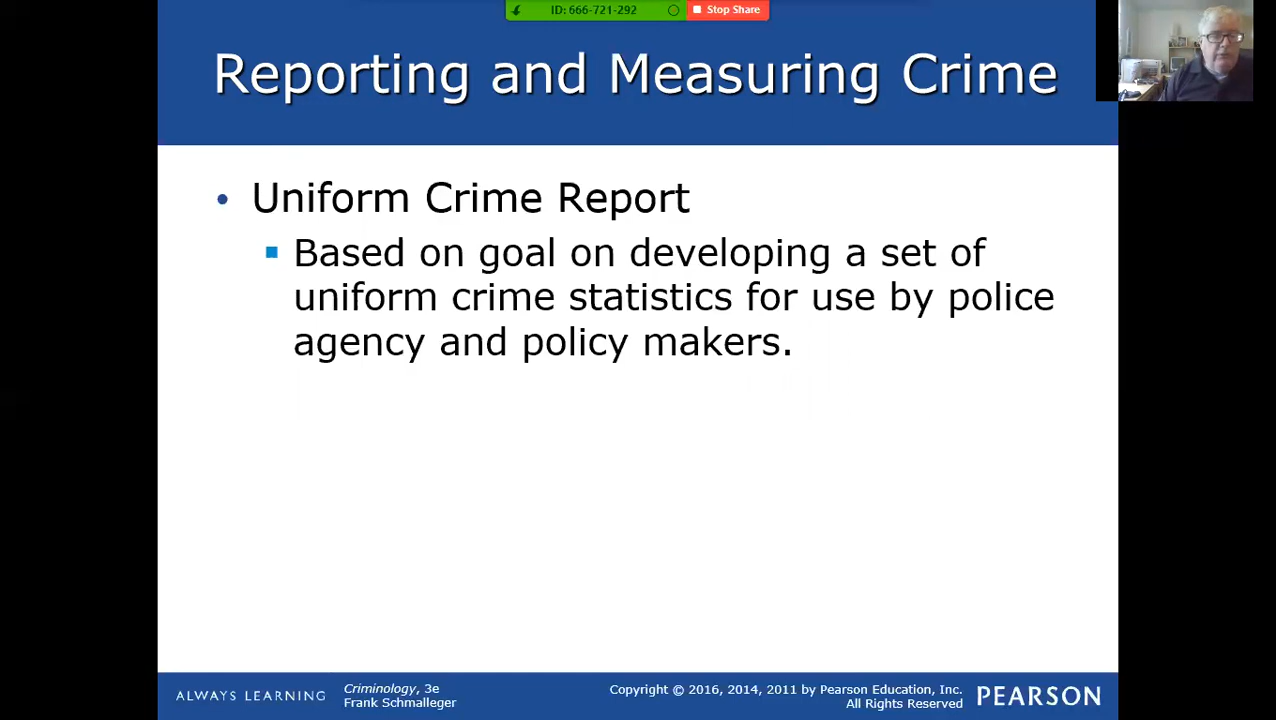 ID: 666-721-292 Stop Share
Reporting and Measuring Crime
• Uniform Crime Report
▪ Based on goal on developing a set of
uniform crime statistics for use by police
agency and policy makers.
ALWAYS LEARNING
Criminology, 3e
Frank Schmalleger
Copyright © 2016, 2014, 2011 by Pearson Education, Inc.
All Rights Reserved
PEARSON